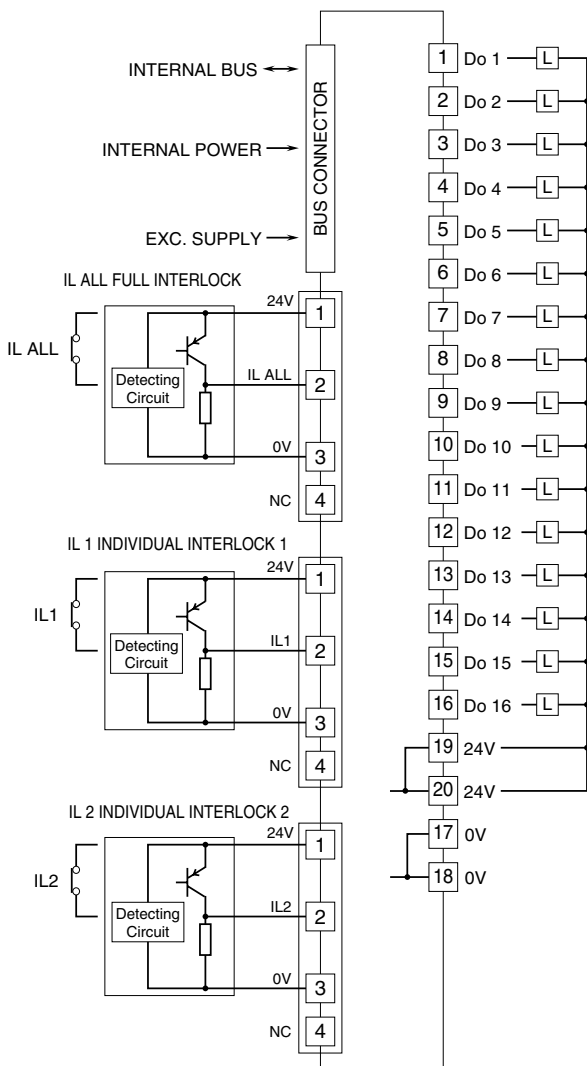 INTERNAL BUS
INTERNAL POWER
EXC. SUPPLY
BUS CONNECTOR
IL ALL FULL INTERLOCK
24V
1
IL ALL
Detecting
Circuit
IL ALL
2
0V
3
NC
4
IL 1 INDIVIDUAL INTERLOCK 1
24V
1
IL1
Detecting
Circuit
IL1
2
0V
3
NC
4
IL 2 INDIVIDUAL INTERLOCK 2
24V
1
IL2
Detecting
Circuit
IL2
2
0V
3
NC
4
1 Do 1 L
2 Do 2 L
3 Do 3 L
4 Do 4 L
5 Do 5 L
6 Do 6 L
7 Do 7 L
8 Do 8 L
9 Do 9 L
10 Do 10 L
11 Do 11 L
12 Do 12 L
13 Do 13 L
14 Do 14 L
15 Do 15 L
16 Do 16 L
19 24V
20 24V
17 0V
18 0V